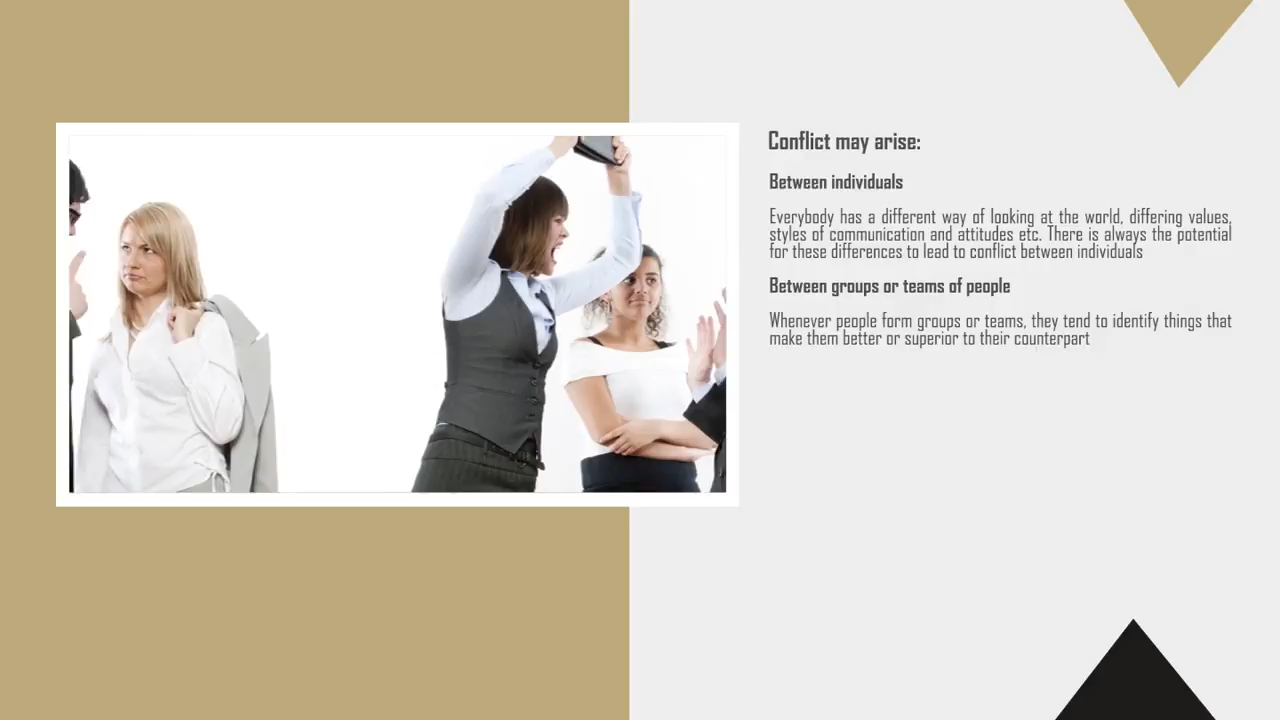 Conflict may arise:
Between individuals
Everybody has a different way of looking at the world, differing values,
styles of communication and attitudes etc. There is always the potential
for these differences to lead to conflict between individuals
Between groups or teams of people
Whenever people form groups or teams, they tend to identify things that
make them better or superior to their counterpart